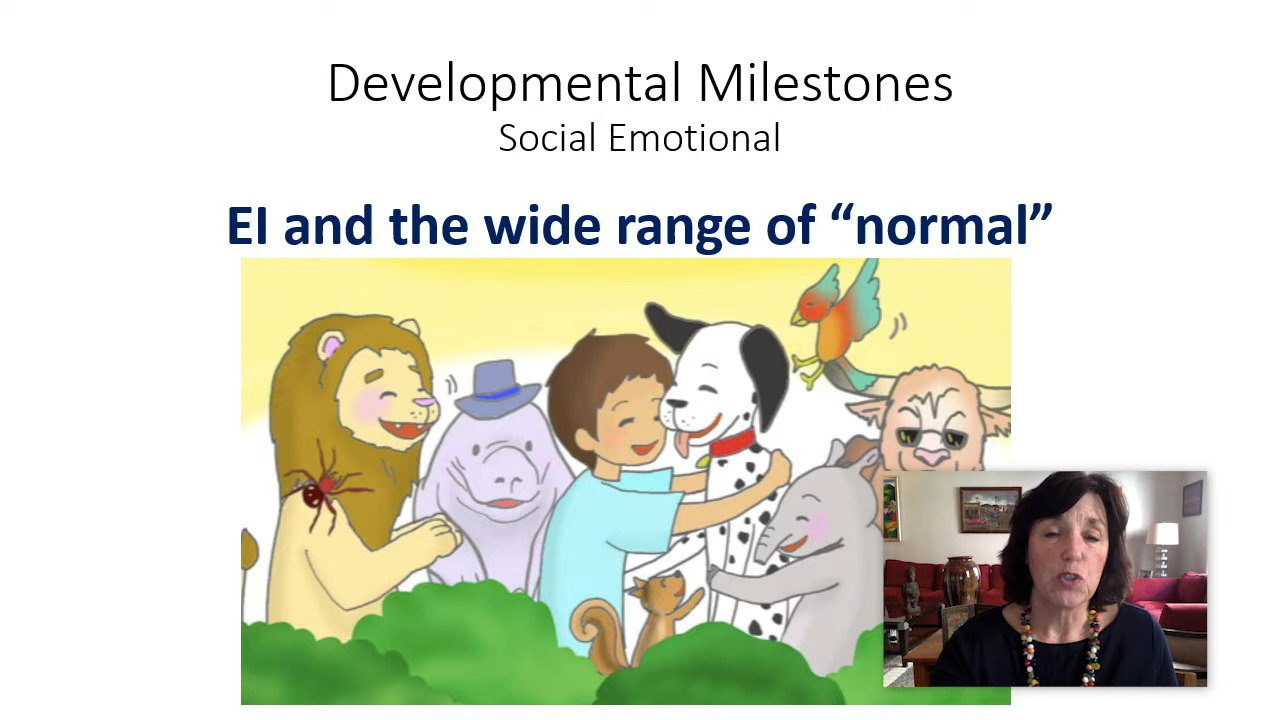 Developmental Milestones
Social Emotional
EI and the wide range of “normal”